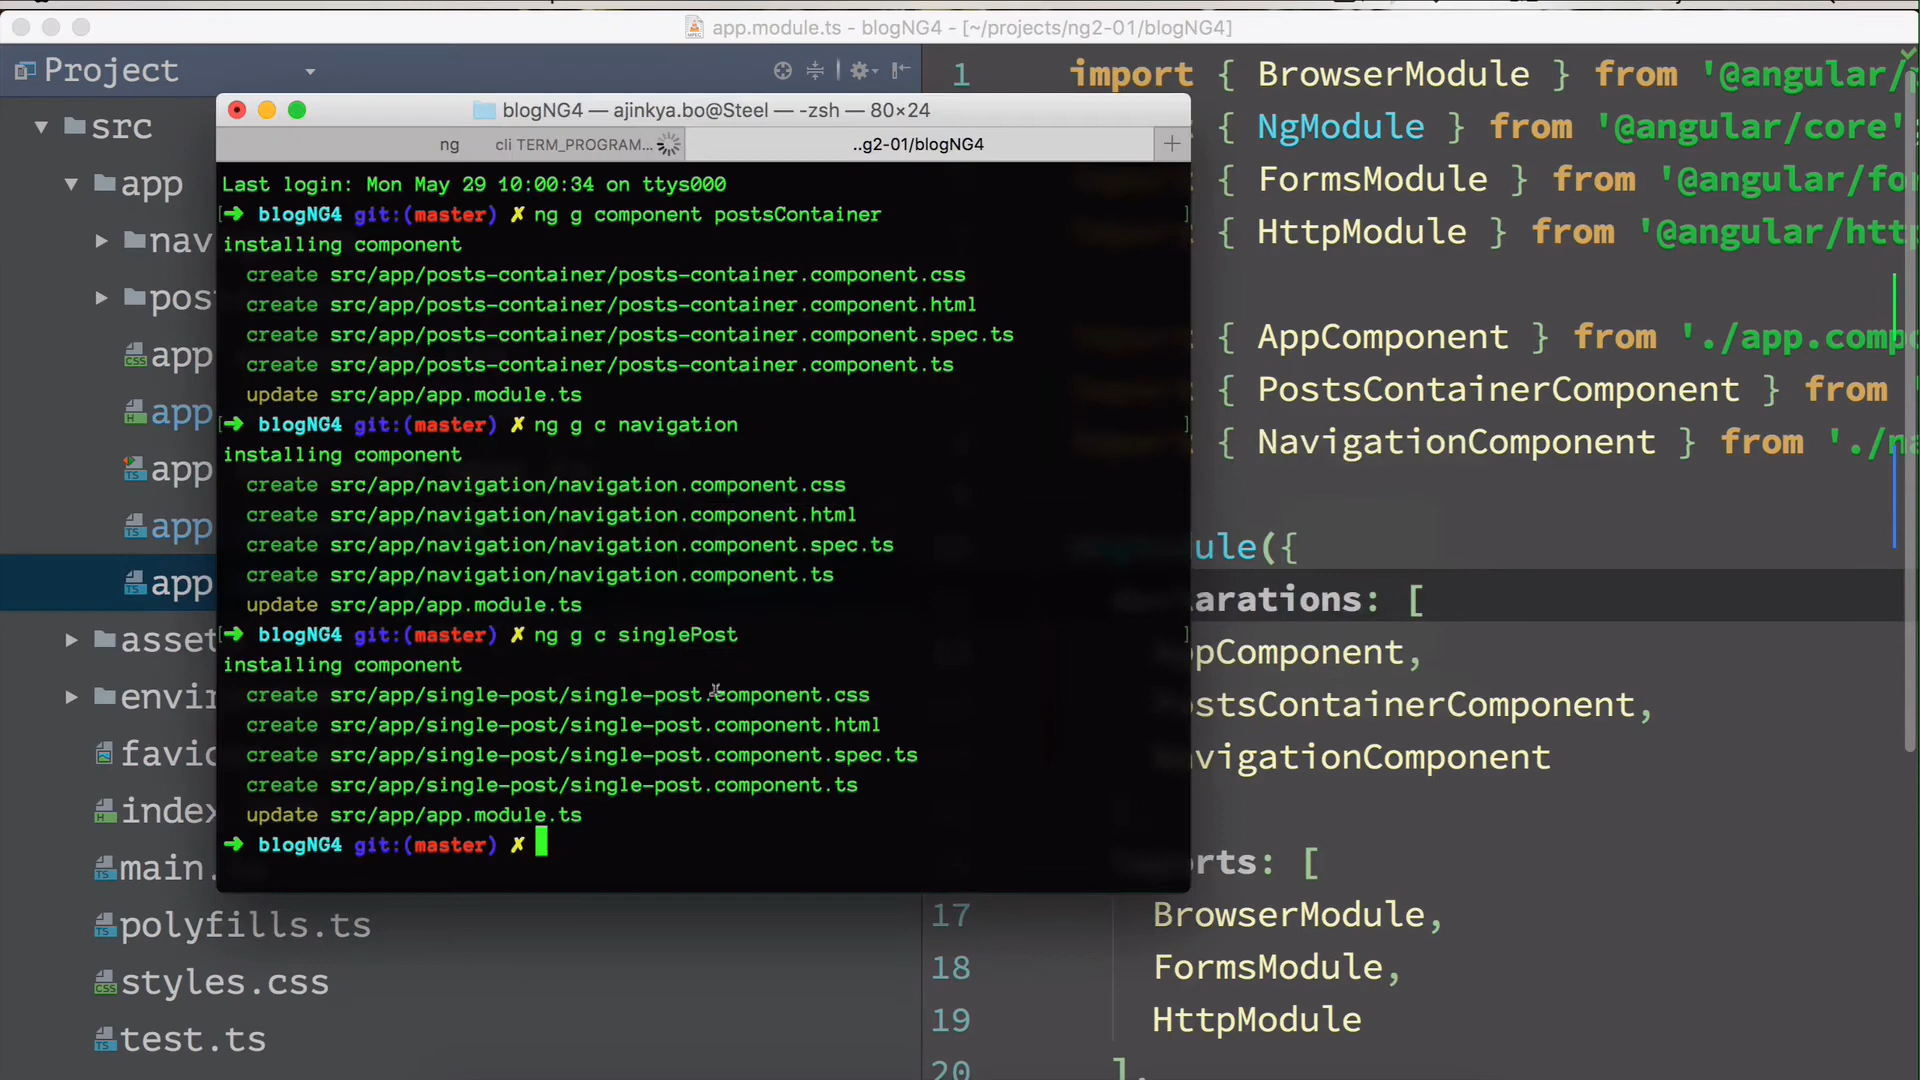 app.module.ts - blogNG4 - [~/projects/ng2-01/blogNG4]
Project
src
app
nav
pos
app
app
app
app
app
asset
envir
favic
index
main.
polyfills.ts
styles.css
test.ts
blogNG4 — ajinkya.bo@Steel — -zsh — 80×24
ng cli TERM_PROGRAM...
..g2-01/blogNG4
Last login: Mon May 29 10:00:34 on ttys000
➜ blogNG4 git:(master) ✗ ng g component postsContainer
installing component
create src/app/posts-container/posts-container.component.css
create src/app/posts-container/posts-container.component.html
create src/app/posts-container/posts-container.component.spec.ts
create src/app/posts-container/posts-container.component.ts
update src/app/app.module.ts
➜ blogNG4 git:(master) ✗ ng g c navigation
installing component
create src/app/navigation/navigation.component.css
create src/app/navigation/navigation.component.html
create src/app/navigation/navigation.component.spec.ts
create src/app/navigation/navigation.component.ts
update src/app/app.module.ts
➜ blogNG4 git:(master) ✗ ng g c singlePost
installing component
create src/app/single-post/single-post.component.css
create src/app/single-post/single-post.component.html
create src/app/single-post/single-post.component.spec.ts
create src/app/single-post/single-post.component.ts
update src/app/app.module.ts
➜ blogNG4 git:(master) ✗
1 import { BrowserModule } from '@angular/p
{ NgModule } from '@angular/core';
{ FormsModule } from '@angular/fo
{ HttpModule } from '@angular/http
{ AppComponent } from './app.comp
{ PostsContainerComponent } from '
{ NavigationComponent } from './na
ule({
arations: [
ppComponent,
ostsContainerComponent,
avigationComponent
orts: [
17 BrowserModule,
18 FormsModule,
19 HttpModule
20 ],